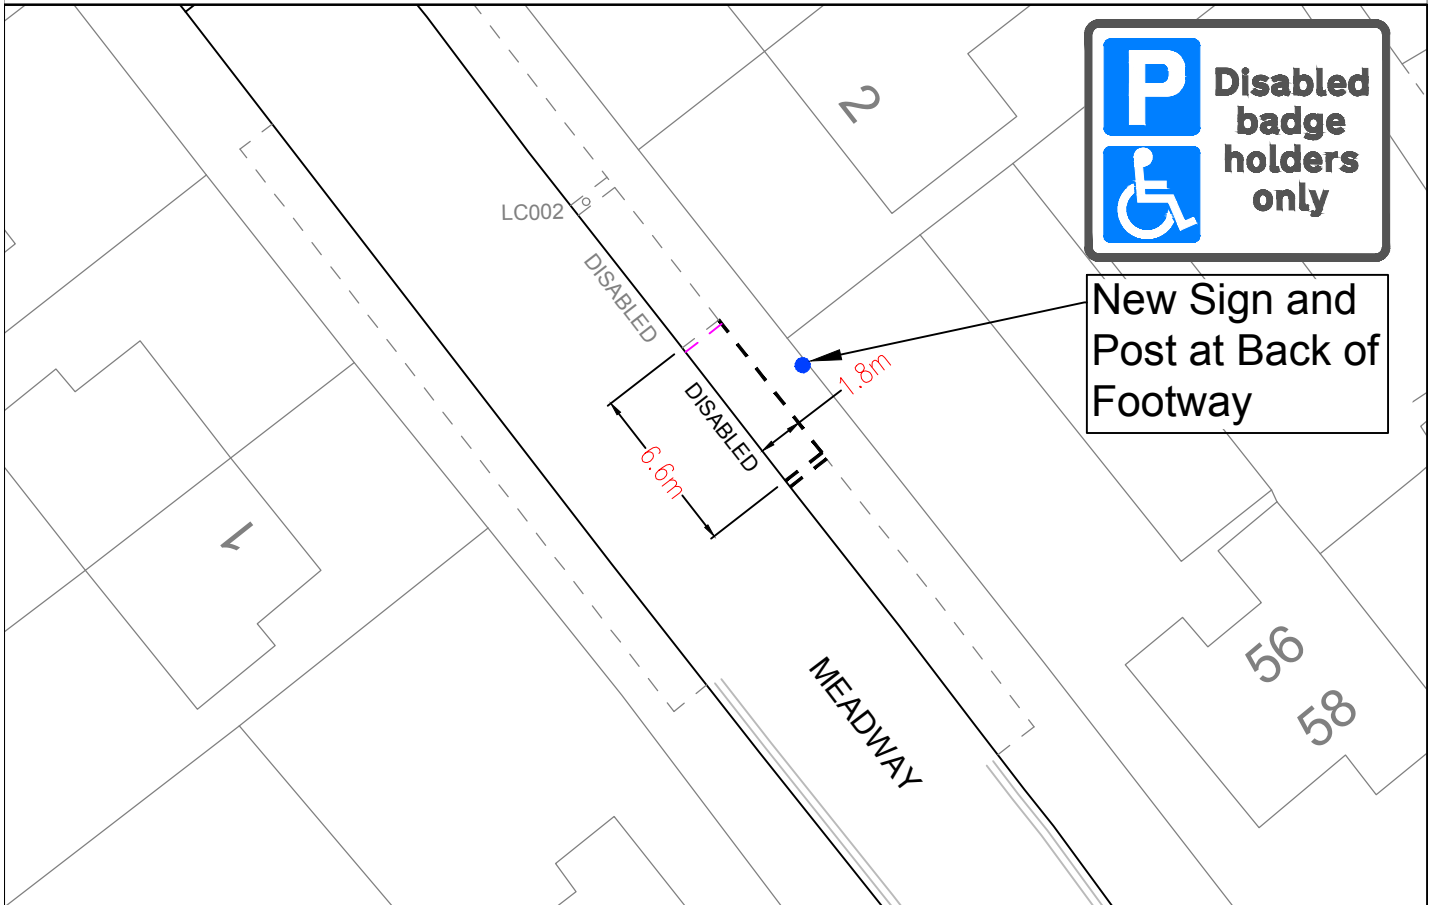 2
P
Disabled
badge
holders
only
LC002
DISABLED
New Sign and
Post at Back of
Footway
1.8m
DISABLED
6.6m
1
MEADWAY
56
58